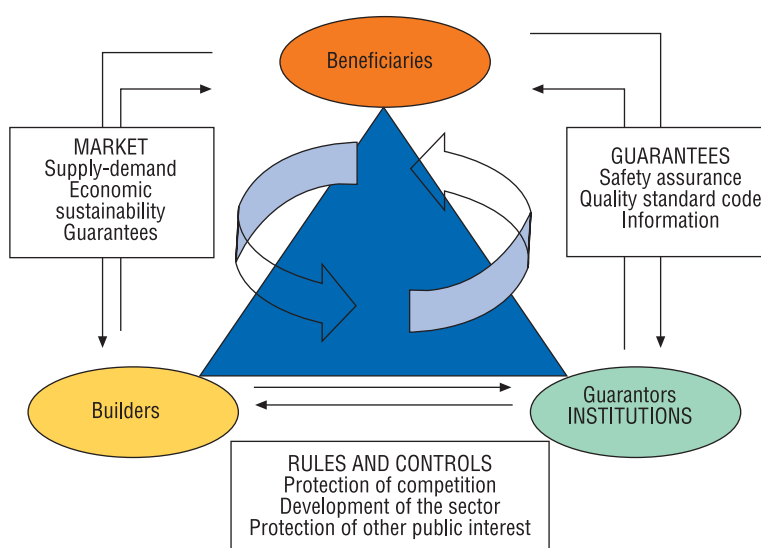 Beneficiaries
MARKET
Supply-demand
Economic
sustainability
Guarantees
GUARANTEES
Safety assurance
Quality standard code
Information
Builders
Guarantors
INSTITUTIONS
RULES AND CONTROLS
Protection of competition
Development of the sector
Protection of other public interest